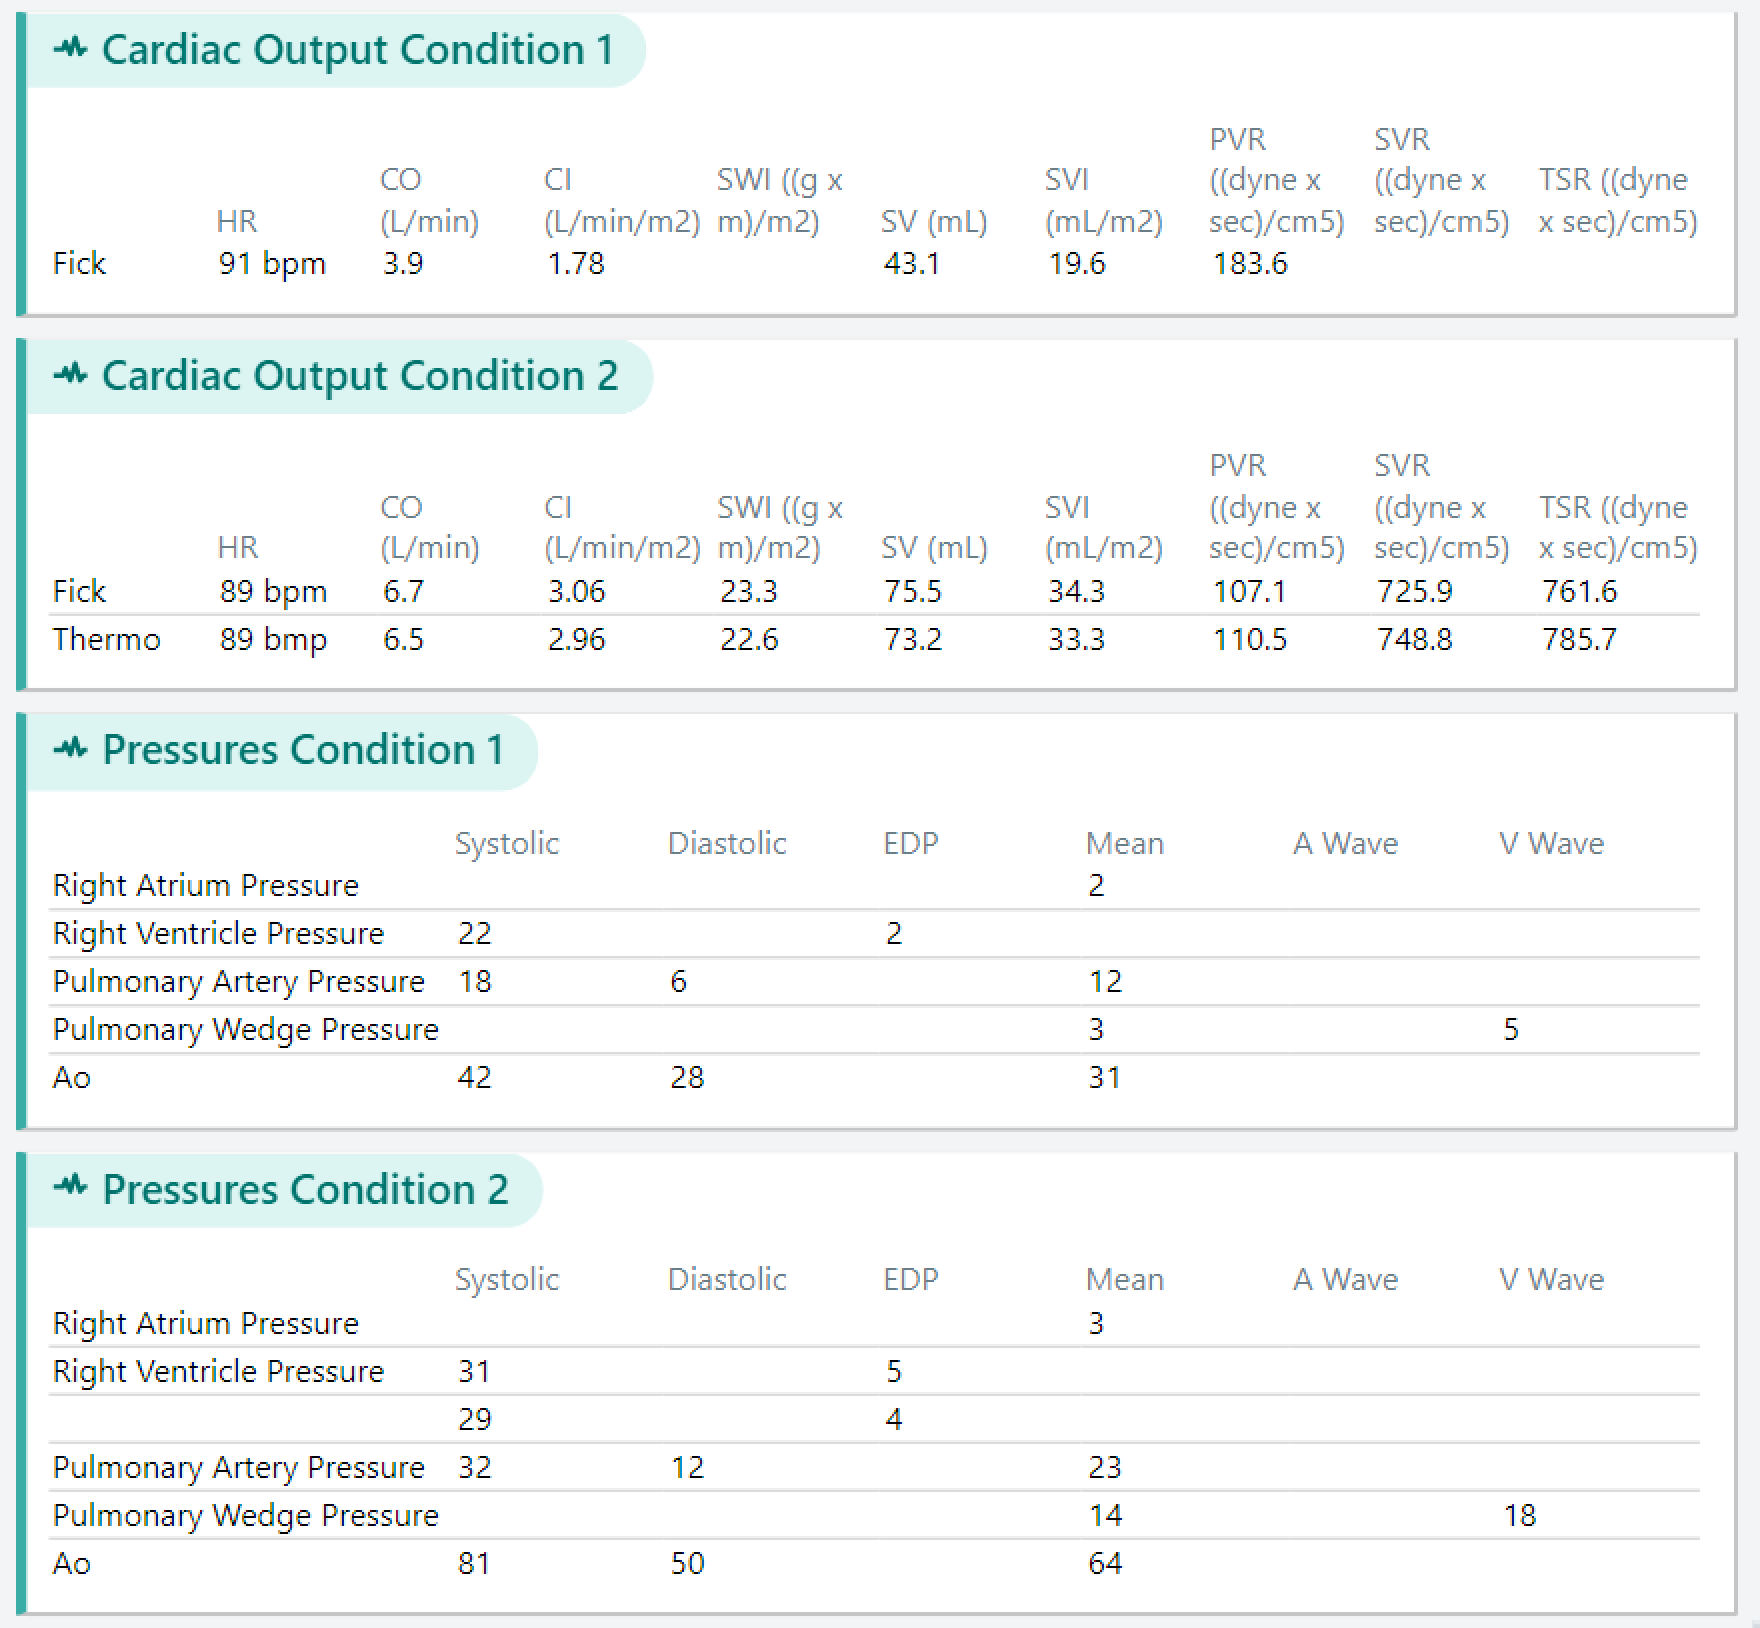 Cardiac Output Condition 1
HR CO (L/min) CI (L/min/m2) SWI ((g x m)/m2) SV (mL) SVI (mL/m2) PVR ((dyne x sec)/cm5) SVR ((dyne x sec)/cm5) TSR ((dyne x sec)/cm5)
Fick 91 bpm 3.9 1.78 43.1 19.6 183.6
Cardiac Output Condition 2
HR CO (L/min) CI (L/min/m2) SWI ((g x m)/m2) SV (mL) SVI (mL/m2) PVR ((dyne x sec)/cm5) SVR ((dyne x sec)/cm5) TSR ((dyne x sec)/cm5)
Fick 89 bpm 6.7 3.06 23.3 75.5 34.3 107.1 725.9 761.6
Thermo 89 bmp 6.5 2.96 22.6 73.2 33.3 110.5 748.8 785.7
Pressures Condition 1
Systolic Diastolic EDP Mean A Wave V Wave
Right Atrium Pressure 2
Right Ventricle Pressure 22 2
Pulmonary Artery Pressure 18 6 12
Pulmonary Wedge Pressure 3 5
Ao 42 28 31
Pressures Condition 2
Systolic Diastolic EDP Mean A Wave V Wave
Right Atrium Pressure 3
Right Ventricle Pressure 31 5
29 4
Pulmonary Artery Pressure 32 12 23
Pulmonary Wedge Pressure 14 18
Ao 81 50 64